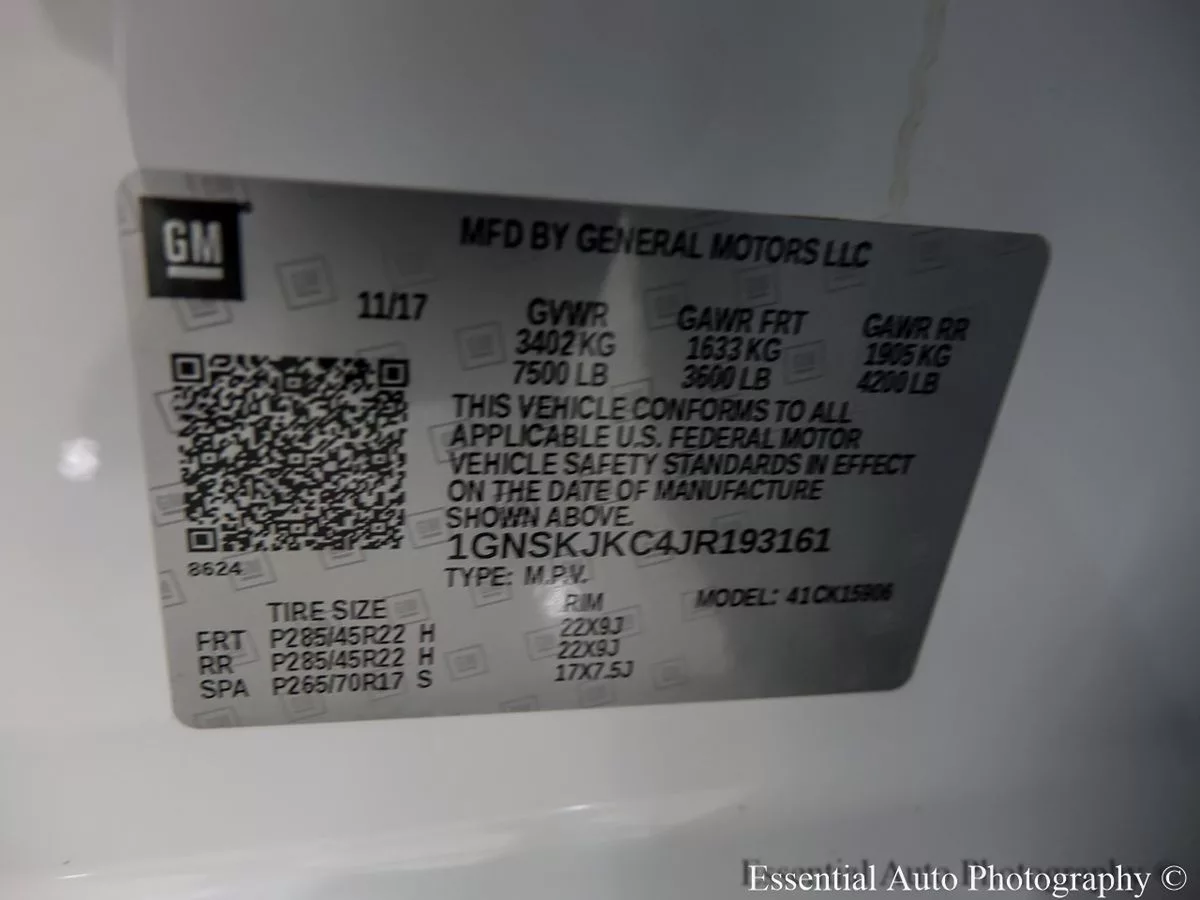 GM
MFD BY GENERAL MOTORS LLC
11/17
GVWR GAWR FRT GAWR RR
3402 KG 1633 KG 1905 KG
7500 LB 3600 LB 4200 LB
THIS VEHICLE CONFORMS TO ALL
APPLICABLE U.S. FEDERAL MOTOR
VEHICLE SAFETY STANDARDS IN EFFECT
ON THE DATE OF MANUFACTURE
SHOWN ABOVE.
1GNSKJKC4JR193161
8624
TYPE: M.P.V.
MODEL: 41CK15906
TIRE SIZE RIM
FRT P285/45R22 H 22X9J
RR P285/45R22 H 22X9J
SPA P265/70R17 S 17X7.5J
Essential Auto Photography ©